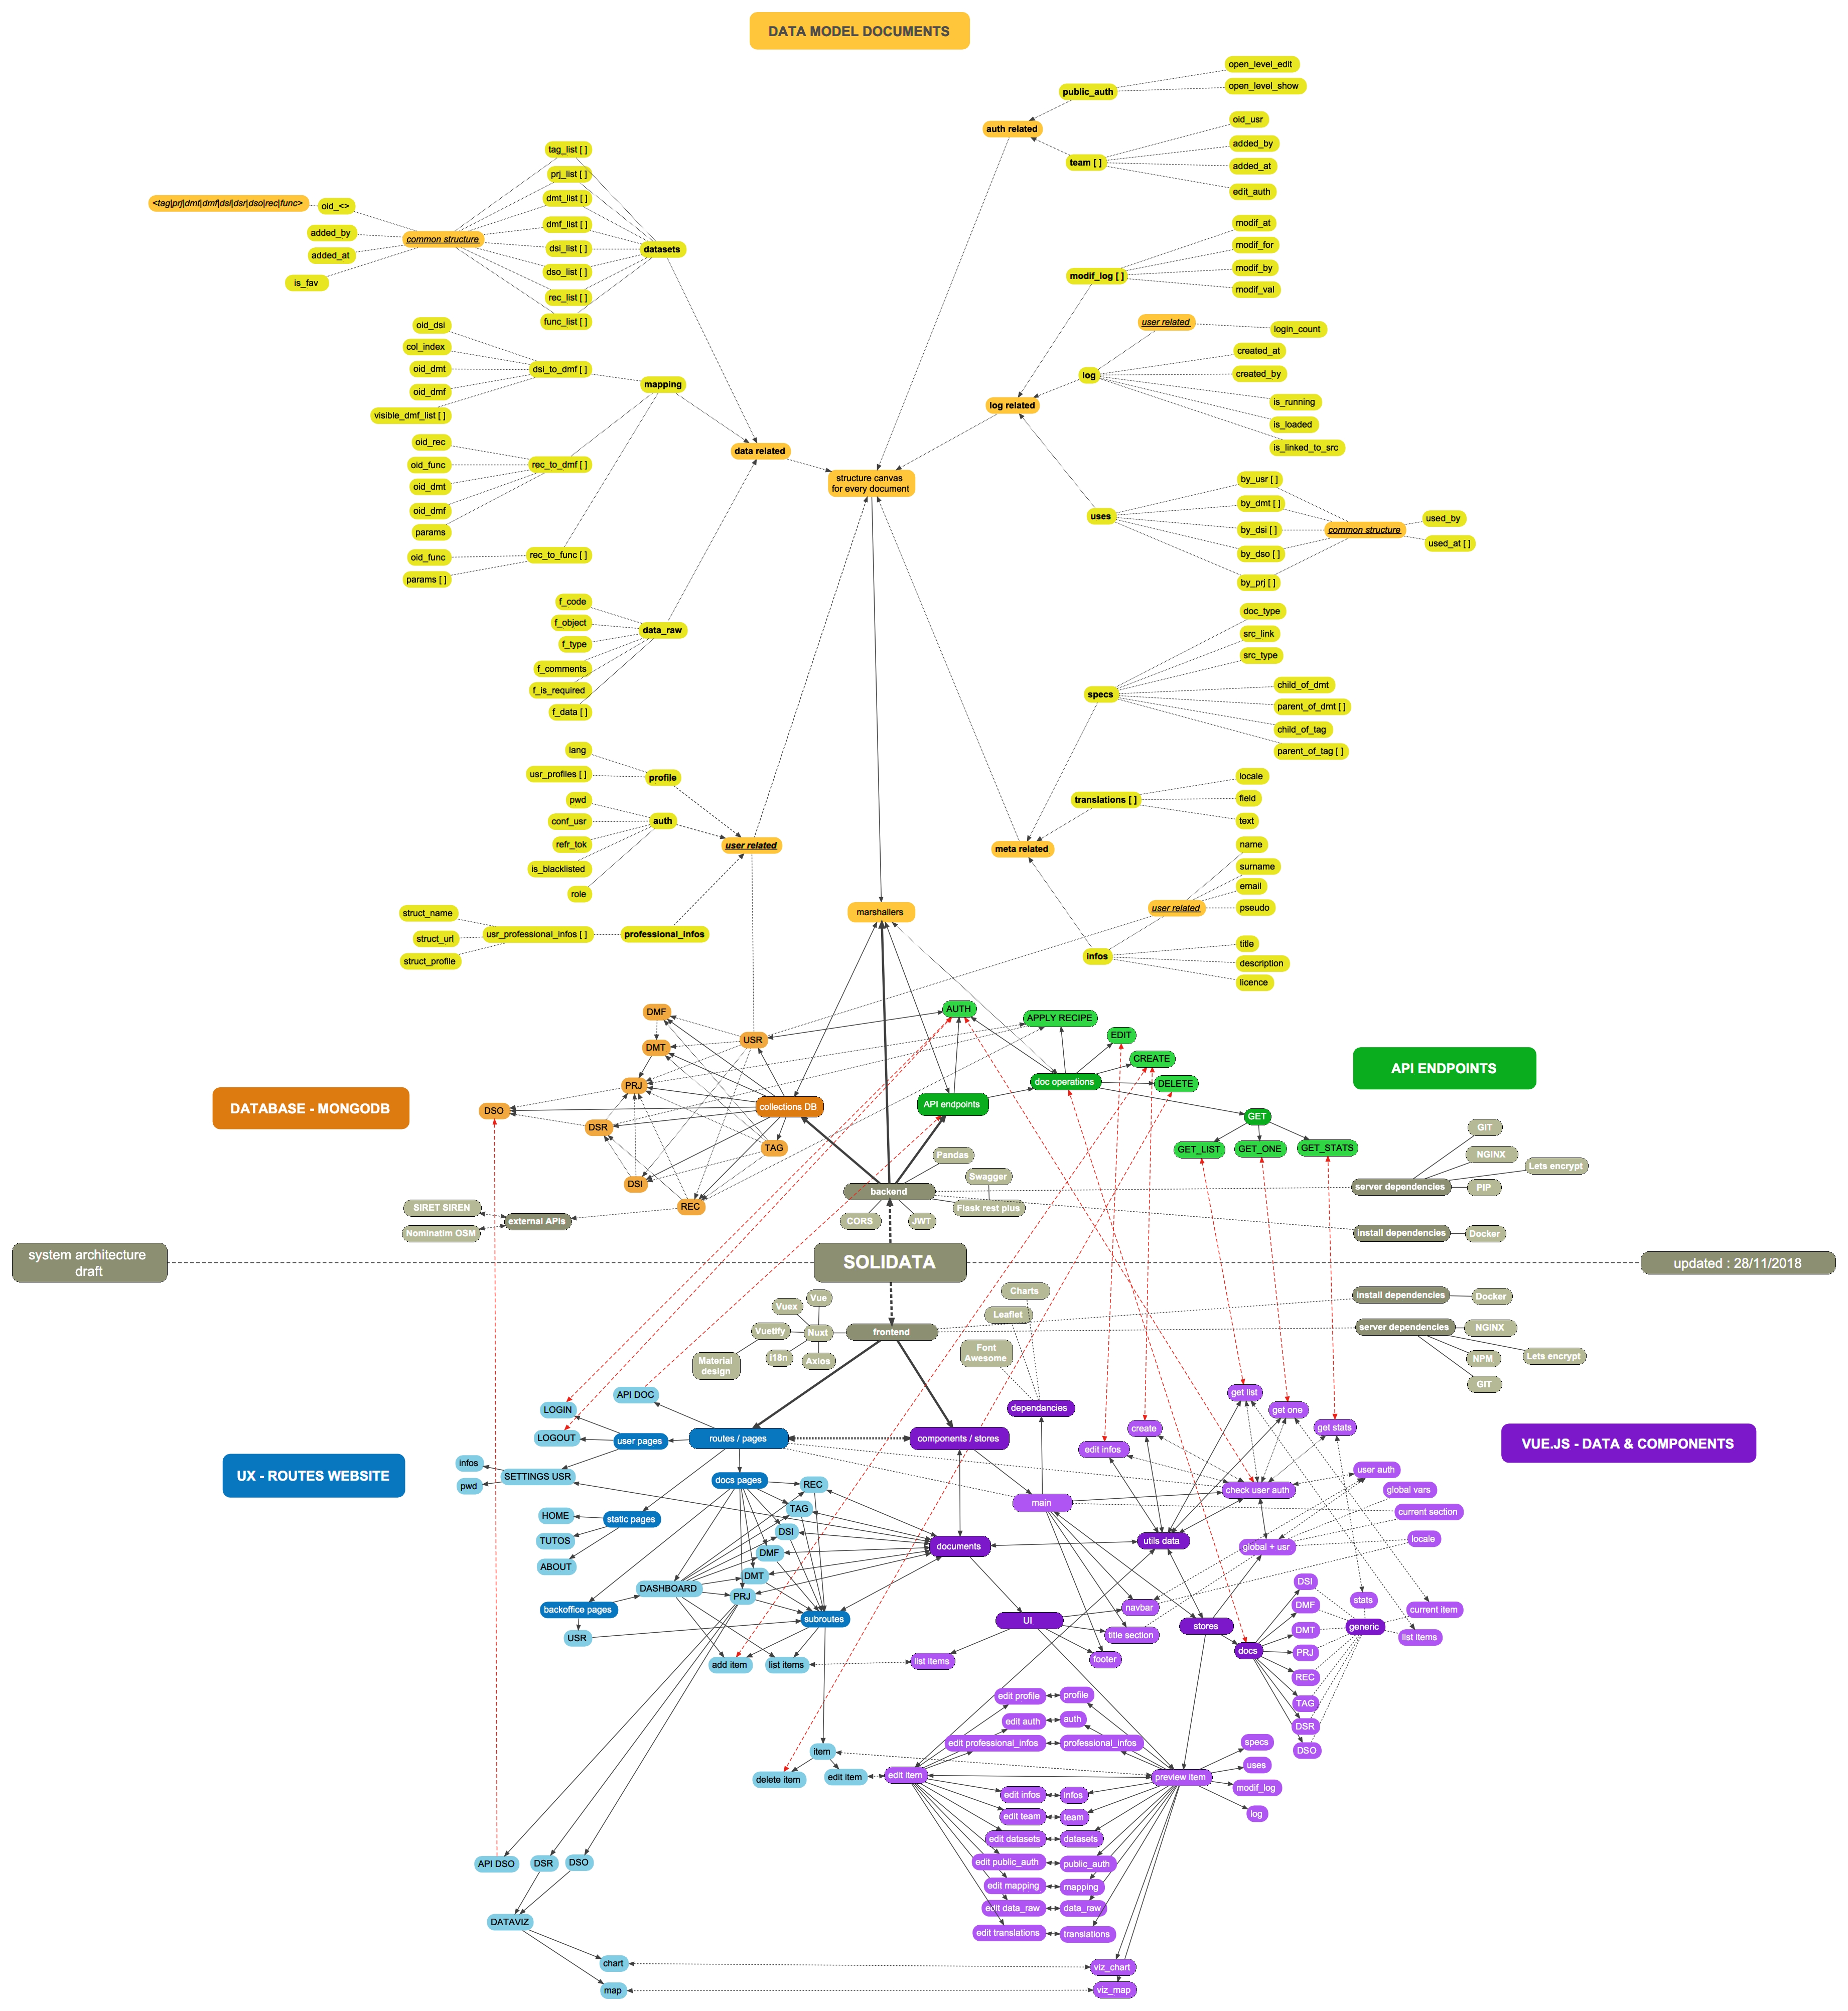 DATA MODEL DOCUMENTS
open_level_edit
open_level_show
public_auth
auth related
oid_usr
added_by
added_at
edit_auth
team [ ]
tag_list [ ]
prj_list [ ]
dmt_list [ ]
dmf_list [ ]
dsi_list [ ]
dso_list [ ]
rec_list [ ]
func_list [ ]
<tag|prj|dmt|dmf|dsi|dsr|dso|rec|func>
oid_<>
added_by
added_at
is_fav
common structure
datasets
modif_at
modif_for
modif_by
modif_val
modif_log [ ]
user related
login_count
created_at
created_by
is_running
is_loaded
is_linked_to_src
log
log related
oid_dsi
col_index
oid_dmt
oid_dmf
visible_dmf_list [ ]
dsi_to_dmf [ ]
mapping
oid_rec
oid_func
oid_dmt
oid_dmf
params
rec_to_dmf [ ]
oid_func
params [ ]
rec_to_func [ ]
data related
structure canvas
for every document
by_usr [ ]
by_dmt [ ]
by_dsi [ ]
by_dso [ ]
by_prj [ ]
uses
common structure
used_by
used_at [ ]
f_code
f_object
f_type
f_comments
f_is_required
f_data [ ]
data_raw
doc_type
src_link
src_type
child_of_dmt
parent_of_dmt [ ]
child_of_tag
parent_of_tag [ ]
specs
lang
usr_profiles [ ]
profile
pwd
conf_usr
refr_tok
is_blacklisted
role
auth
user related
locale
field
text
translations [ ]
meta related
name
surname
email
pseudo
user related
title
description
licence
infos
struct_name
struct_url
struct_profile
usr_professional_infos [ ]
professional_infos
marshallers
DMF
DMT
USR
PRJ
DSO
DSR
TAG
DSI
REC
collections DB
DATABASE - MONGODB
AUTH
APPLY RECIPE
EDIT
CREATE
DELETE
doc operations
API endpoints
GET
GET_LIST
GET_ONE
GET_STATS
API ENDPOINTS
Pandas
Swagger
backend
Flask rest plus
CORS
JWT
GIT
NGINX
Lets encrypt
PIP
server dependencies
install dependencies
Docker
SIRET SIREN
Nominatim OSM
external APIs
system architecture
draft
SOLIDATA
updated : 28/11/2018
Charts
Leaflet
Font
Awesome
Vue
Vuex
Vuetify
Nuxt
i18n
Axios
Material
design
frontend
install dependencies
Docker
server dependencies
NGINX
Lets encrypt
NPM
GIT
API DOC
LOGIN
LOGOUT
user pages
routes / pages
components / stores
dependancies
get list
get one
get stats
create
edit infos
UX - ROUTES WEBSITE
VUE.JS - DATA & COMPONENTS
infos
pwd
SETTINGS USR
docs pages
REC
TAG
DSI
DMF
DMT
PRJ
HOME
TUTOS
ABOUT
static pages
DASHBOARD
backoffice pages
USR
subroutes
add item
list items
main
check user auth
user auth
global vars
current section
locale
global + usr
utils data
documents
UI
navbar
title section
footer
list items
stores
docs
DSI
DMF
DMT
PRJ
REC
TAG
DSR
DSO
stats
generic
current item
list items
item
delete item
edit item
edit item
edit profile
profile
edit auth
auth
edit professional_infos
professional_infos
preview item
edit infos
infos
edit team
team
edit datasets
datasets
edit public_auth
public_auth
edit mapping
mapping
edit data_raw
data_raw
edit translations
translations
specs
uses
modif_log
log
API DSO
DSR
DSO
DATAVIZ
chart
map
viz_chart
viz_map